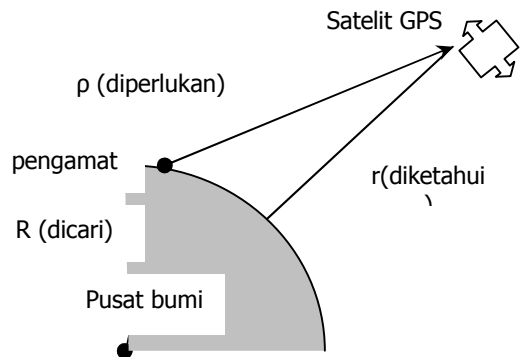 Satelit GPS
ρ (diperlukan)
pengamat
r(diketahui
)
R (dicari)
Pusat bumi